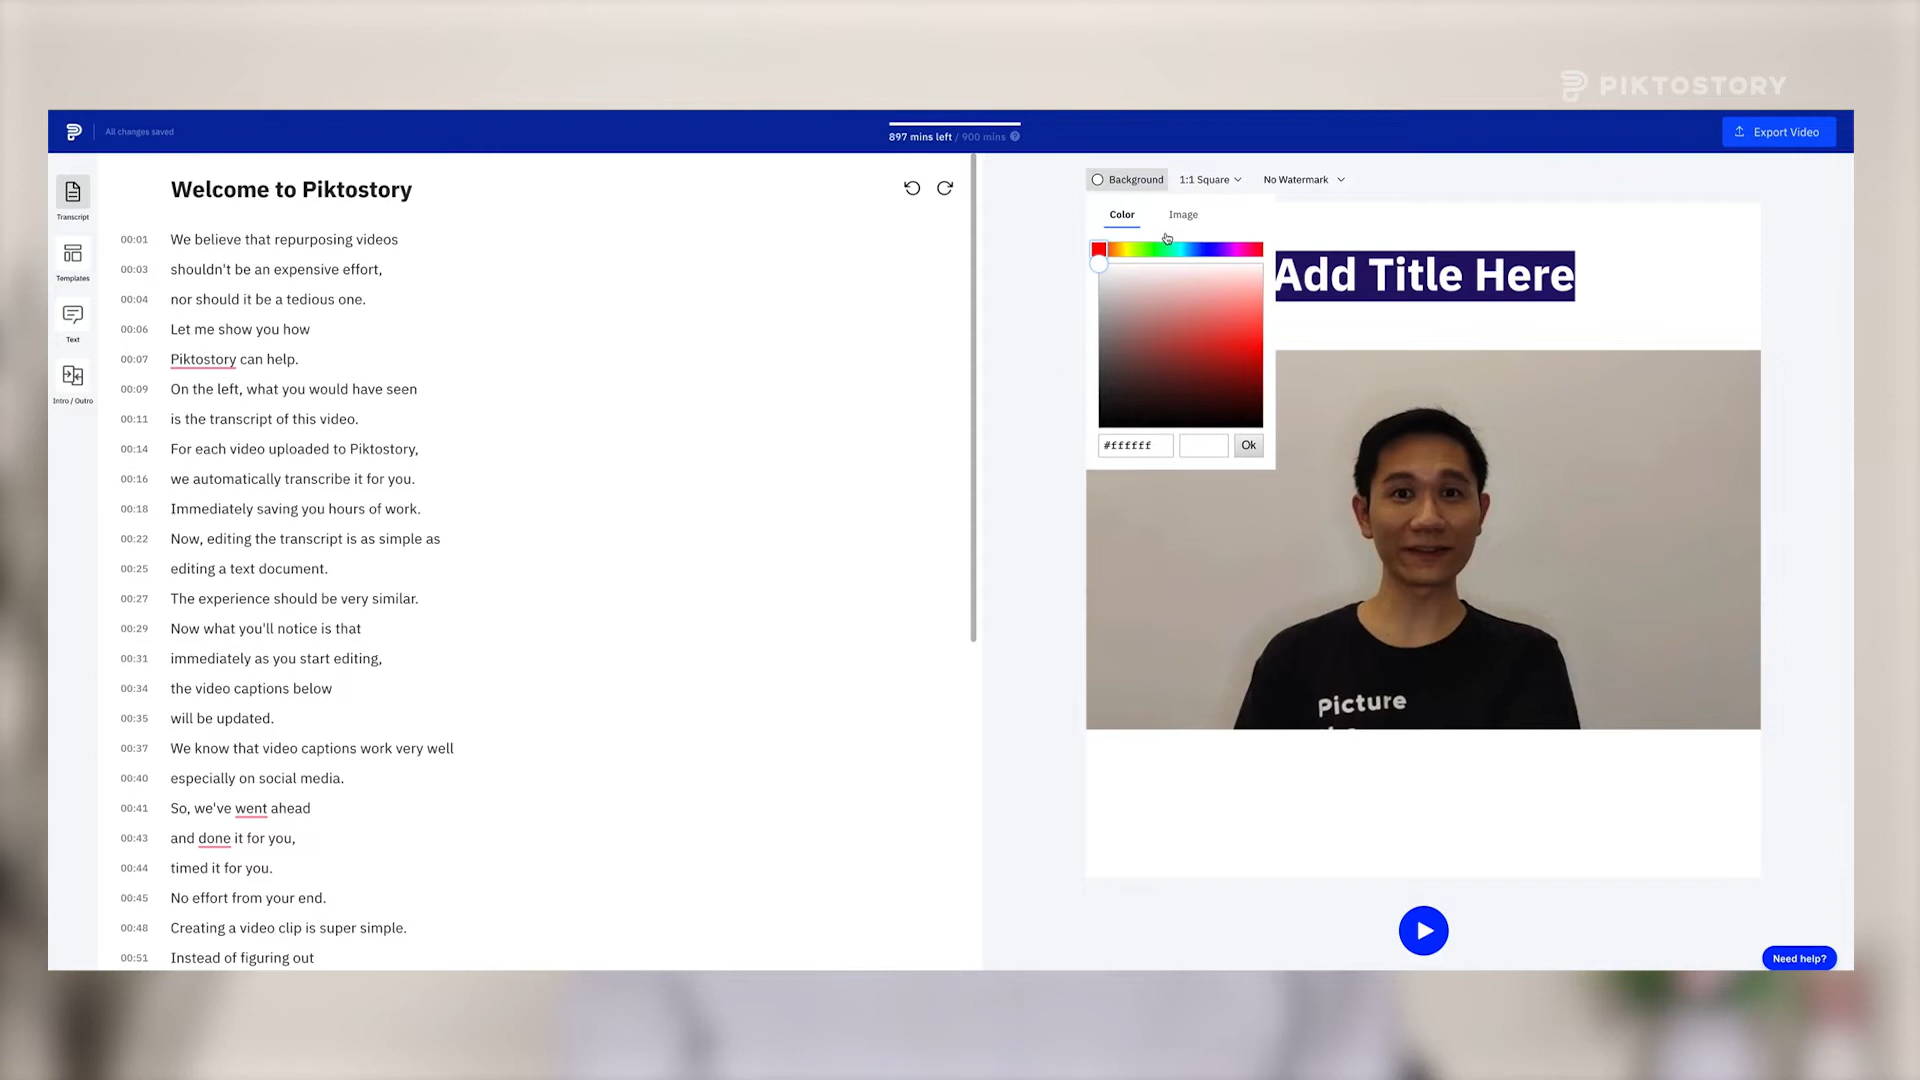 PIKTOSTORY
All changes saved
897 mins left / 900 mins ?
Export Video
Transcript
Templates
Text
Intro / Outro
Welcome to Piktostory
00:01 We believe that repurposing videos
00:03 shouldn't be an expensive effort,
00:04 nor should it be a tedious one.
00:06 Let me show you how
00:07 Piktostory can help.
00:09 On the left, what you would have seen
00:11 is the transcript of this video.
00:14 For each video uploaded to Piktostory,
00:16 we automatically transcribe it for you.
00:18 Immediately saving you hours of work.
00:22 Now, editing the transcript is as simple as
00:25 editing a text document.
00:27 The experience should be very similar.
00:29 Now what you'll notice is that
00:31 immediately as you start editing,
00:34 the video captions below
00:35 will be updated.
00:37 We know that video captions work very well
00:40 especially on social media.
00:41 So, we've went ahead
00:43 and done it for you,
00:44 timed it for you.
00:45 No effort from your end.
00:48 Creating a video clip is super simple.
00:51 Instead of figuring out
Background 1:1 Square No Watermark
Color Image
#ffffff Ok
Add Title Here
Picture
Need help?